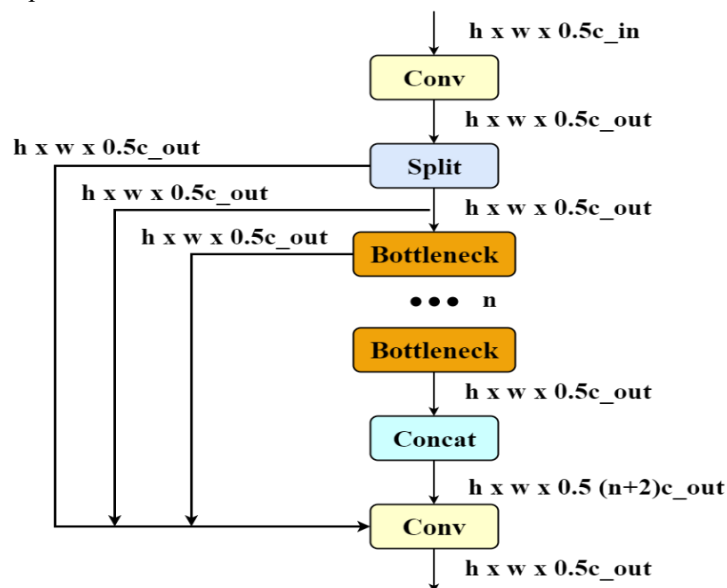 h x w x 0.5c_in
Conv
h x w x 0.5c_out
h x w x 0.5c_out
Split
h x w x 0.5c_out
h x w x 0.5c_out
h x w x 0.5c_out
Bottleneck
••• n
Bottleneck
h x w x 0.5c_out
Concat
h x w x 0.5 (n+2)c_out
Conv
h x w x 0.5c_out